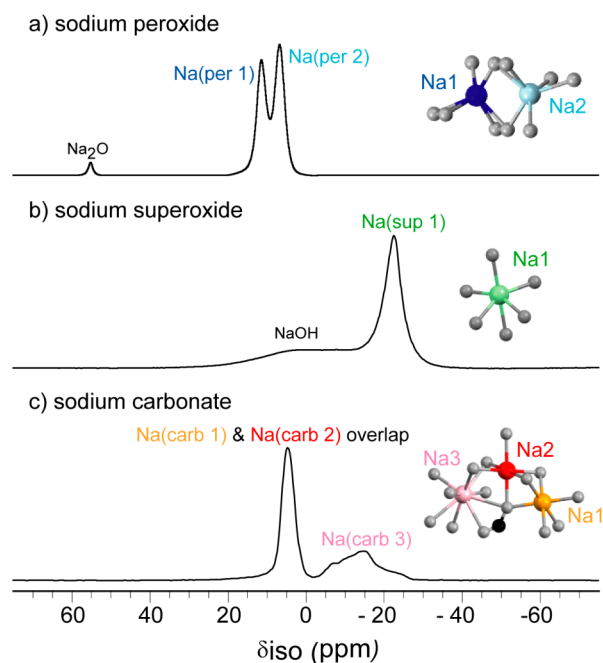 a) sodium peroxide
Na(per 1)
Na(per 2)
Na1
Na2
Na2O
b) sodium superoxide
Na(sup 1)
Na1
NaOH
c) sodium carbonate
Na(carb 1) & Na(carb 2) overlap
Na2
Na3
Na1
Na(carb 3)
60 40 20 0 - 20 - 40 - 60
δiso (ppm)